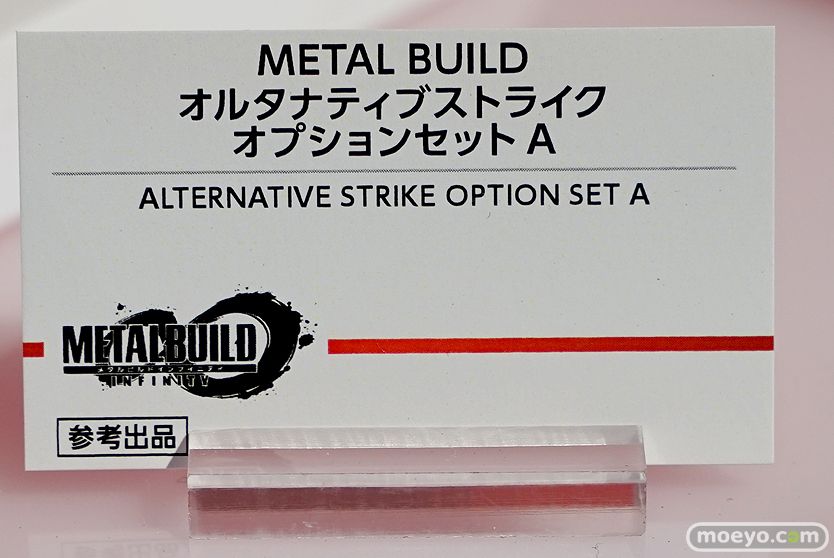 METAL BUILD
オルタナティブストライク
オプションセット A
ALTERNATIVE STRIKE OPTION SET A
METAL BUILD
メタルビルドインフィニティ
INFINITY
参考出品
moeyo.com